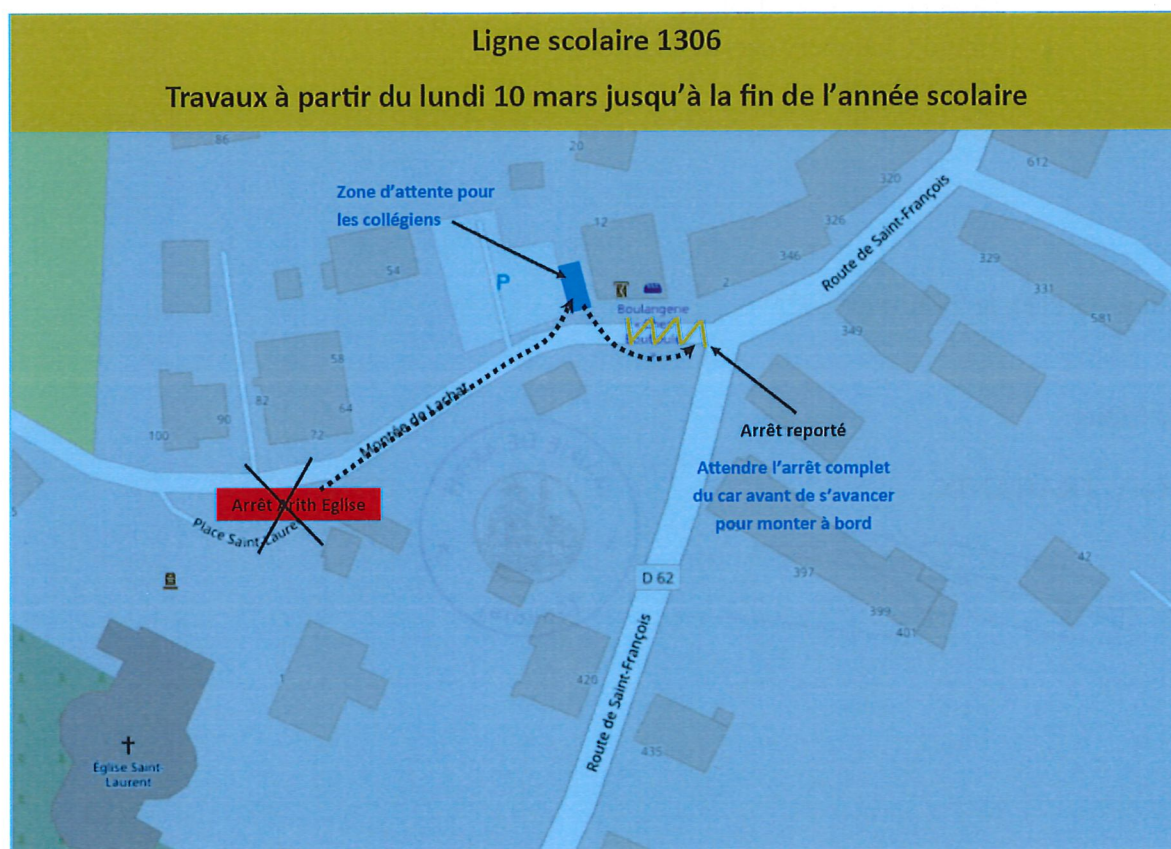 Ligne scolaire 1306
Travaux à partir du lundi 10 mars jusqu'à la fin de l'année scolaire
86
20
612
Zone d'attente pour
les collégiens
320
Route de Saint-François
12
326
54
346
329
P
2
331
Boulangerie
581
349
58
82
64
Montée de Lachat
90
72
100
Arrêt reporté
Arrêt Arith Eglise
Attendre l'arrêt complet
du car avant de s'avancer
pour monter à bord
Place Saint-Laurent
42
D 62
397
399
401
Route de Saint-François
420
435
Église Saint-
Laurent